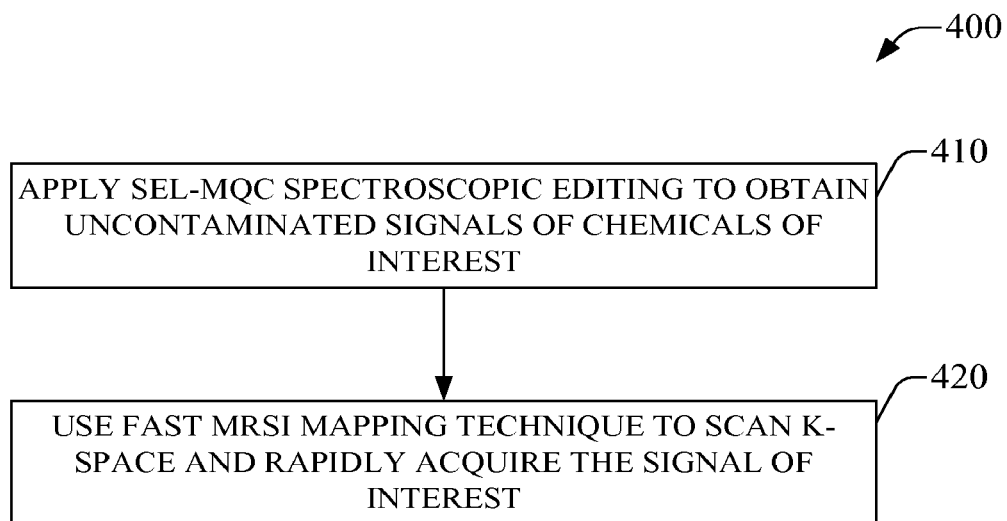 400
410
APPLY SEL-MQC SPECTROSCOPIC EDITING TO OBTAIN
UNCONTAMINATED SIGNALS OF CHEMICALS OF
INTEREST
420
USE FAST MRSI MAPPING TECHNIQUE TO SCAN K-
SPACE AND RAPIDLY ACQUIRE THE SIGNAL OF
INTEREST